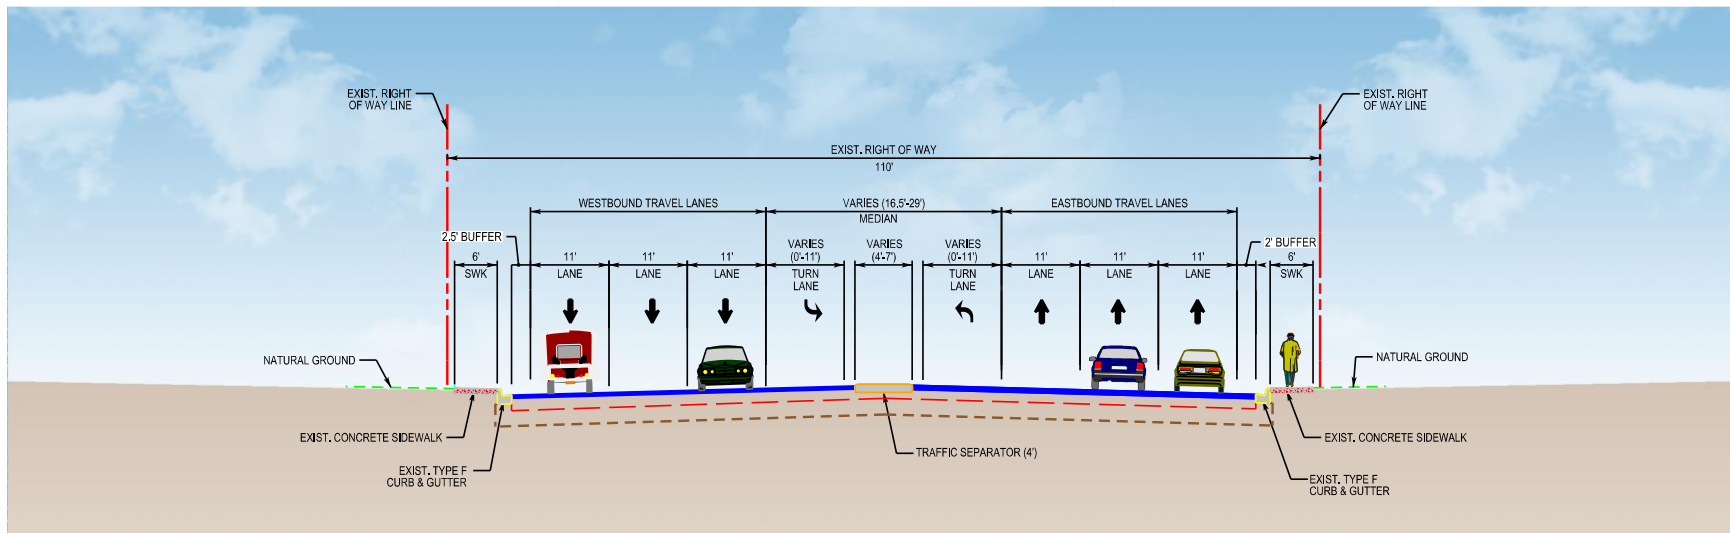 EXIST. RIGHT
OF WAY LINE
EXIST. RIGHT
OF WAY LINE
EXIST. RIGHT OF WAY
110'
WESTBOUND TRAVEL LANES
VARIES (16.5'-29')
MEDIAN
EASTBOUND TRAVEL LANES
2.5' BUFFER
2' BUFFER
6'
SWK
11'
LANE
11'
LANE
11'
LANE
VARIES
(0'-11')
TURN
LANE
VARIES
(4'-7')
VARIES
(0'-11')
TURN
LANE
11'
LANE
11'
LANE
11'
LANE
6'
SWK
NATURAL GROUND
NATURAL GROUND
EXIST. CONCRETE SIDEWALK
EXIST. CONCRETE SIDEWALK
TRAFFIC SEPARATOR (4')
EXIST. TYPE F
CURB & GUTTER
EXIST. TYPE F
CURB & GUTTER